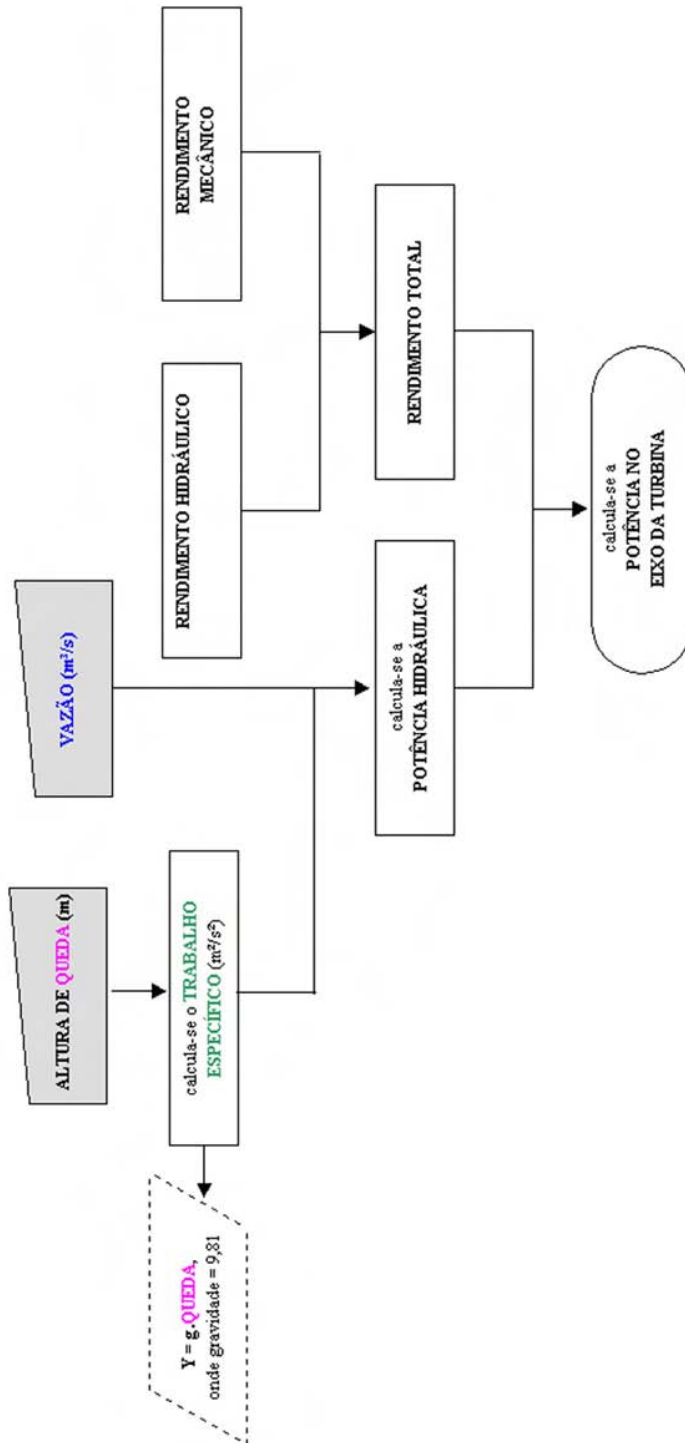 ALTURA DE QUEDA (m)
VAZÃO (m³/s)
Y = g.QUEDA,
onde gravidade = 9,81
calcula-se o TRABALHO
ESPECÍFICO (m²/s²)
RENDIMENTO HIDRÁULICO
RENDIMENTO
MECÂNICO
calcula-se a
POTÊNCIA HIDRÁULICA
RENDIMENTO TOTAL
calcula-se a
POTÊNCIA NO
EIXO DA TURBINA